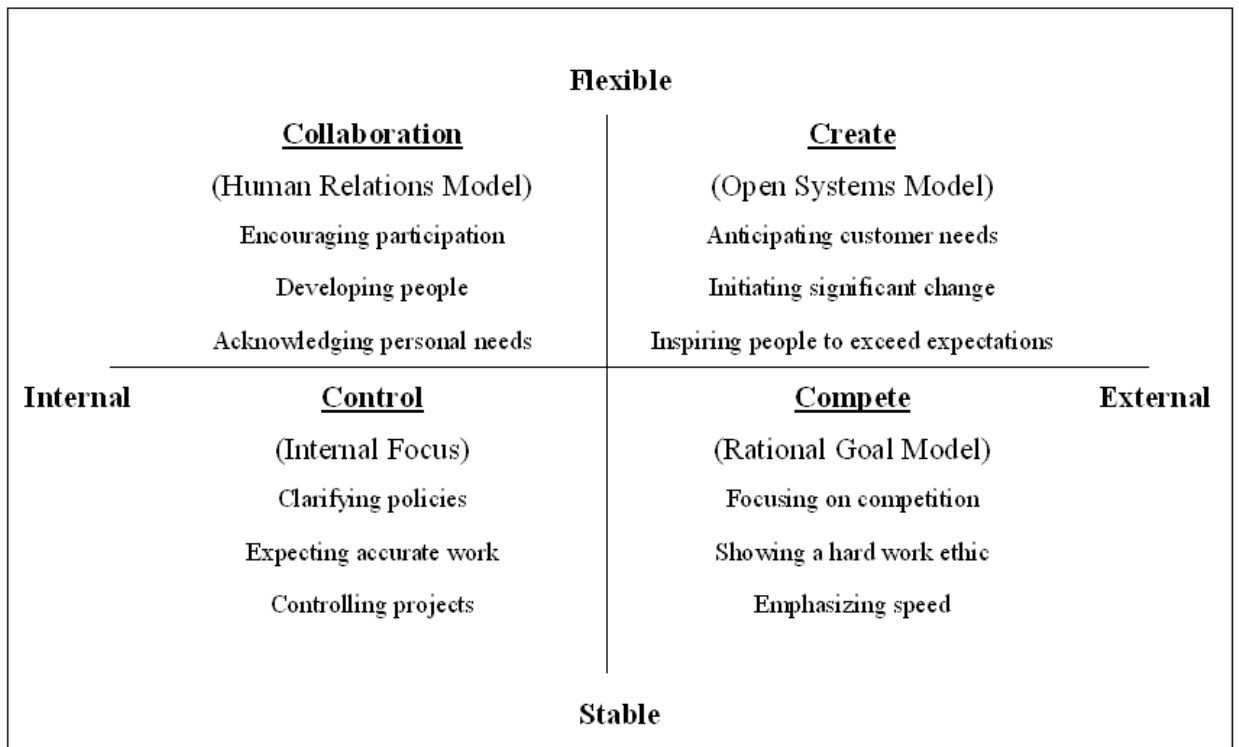 Flexible
Collaboration
(Human Relations Model)
Encouraging participation
Developing people
Acknowledging personal needs
Create
(Open Systems Model)
Anticipating customer needs
Initiating significant change
Inspiring people to exceed expectations
Internal
External
Control
(Internal Focus)
Clarifying policies
Expecting accurate work
Controlling projects
Compete
(Rational Goal Model)
Focusing on competition
Showing a hard work ethic
Emphasizing speed
Stable